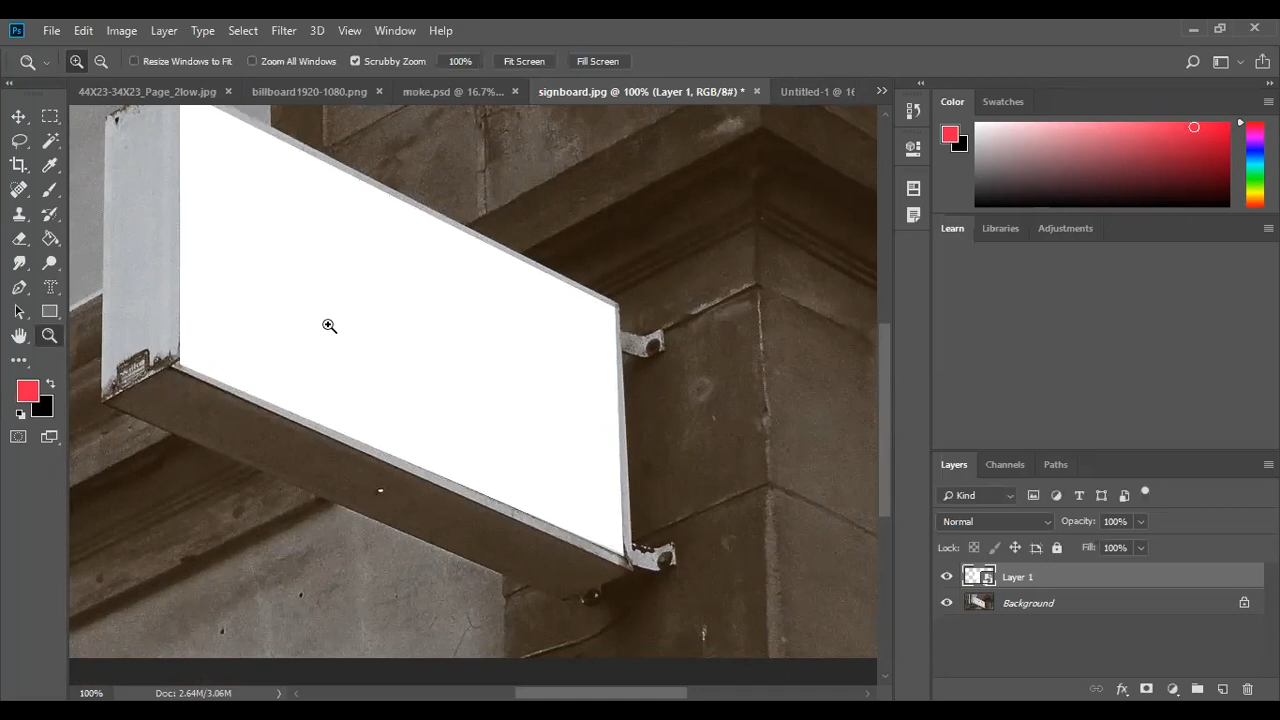 Ps File Edit Image Layer Type Select Filter 3D View Window Help
Resize Windows to Fit Zoom All Windows Scrubby Zoom 100% Fit Screen Fill Screen
44X23-34X23_Page_2low.jpg × billboard1920-1080.png × moke.psd @ 16.7%... × signboard.jpg @ 100% (Layer 1, RGB/8#) * × Untitled-1 @ 16
Color Swatches
Learn Libraries Adjustments
Layers Channels Paths
Kind
Normal Opacity: 100%
Lock: Fill: 100%
Layer 1
Background
100% Doc: 2.64M/3.06M